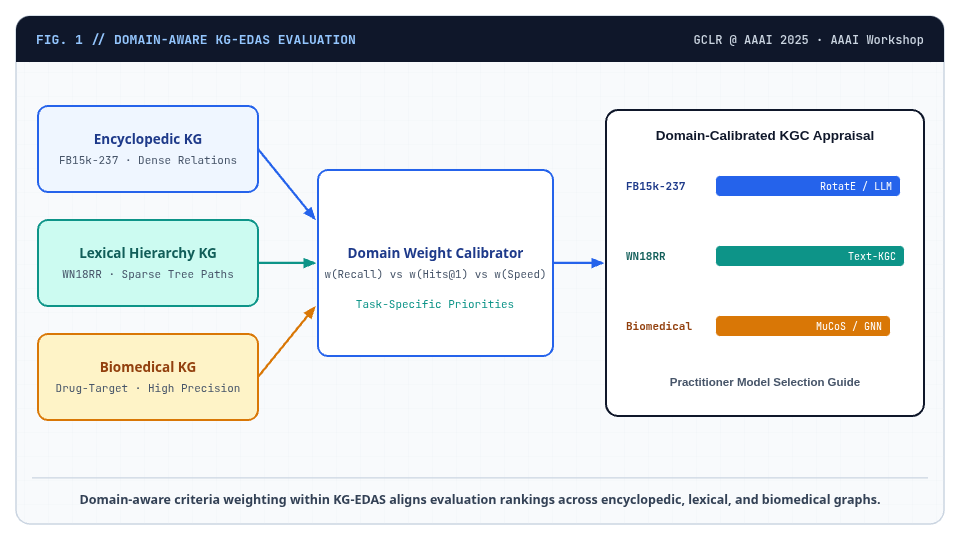 FIG. 1 // DOMAIN-AWARE KG-EDAS EVALUATION
GCLR @ AAAI 2025 · AAAI Workshop
Encyclopedic KG
FB15k-237 · Dense Relations
Lexical Hierarchy KG
WN18RR · Sparse Tree Paths
Biomedical KG
Drug-Target · High Precision
Domain Weight Calibrator
w(Recall) vs w(Hits@1) vs w(Speed)
Task-Specific Priorities
Domain-Calibrated KGC Appraisal
FB15k-237
RotatE / LLM
WN18RR
Text-KGC
Biomedical
MuCoS / GNN
Practitioner Model Selection Guide
Domain-aware criteria weighting within KG-EDAS aligns evaluation rankings across encyclopedic, lexical, and biomedical graphs.